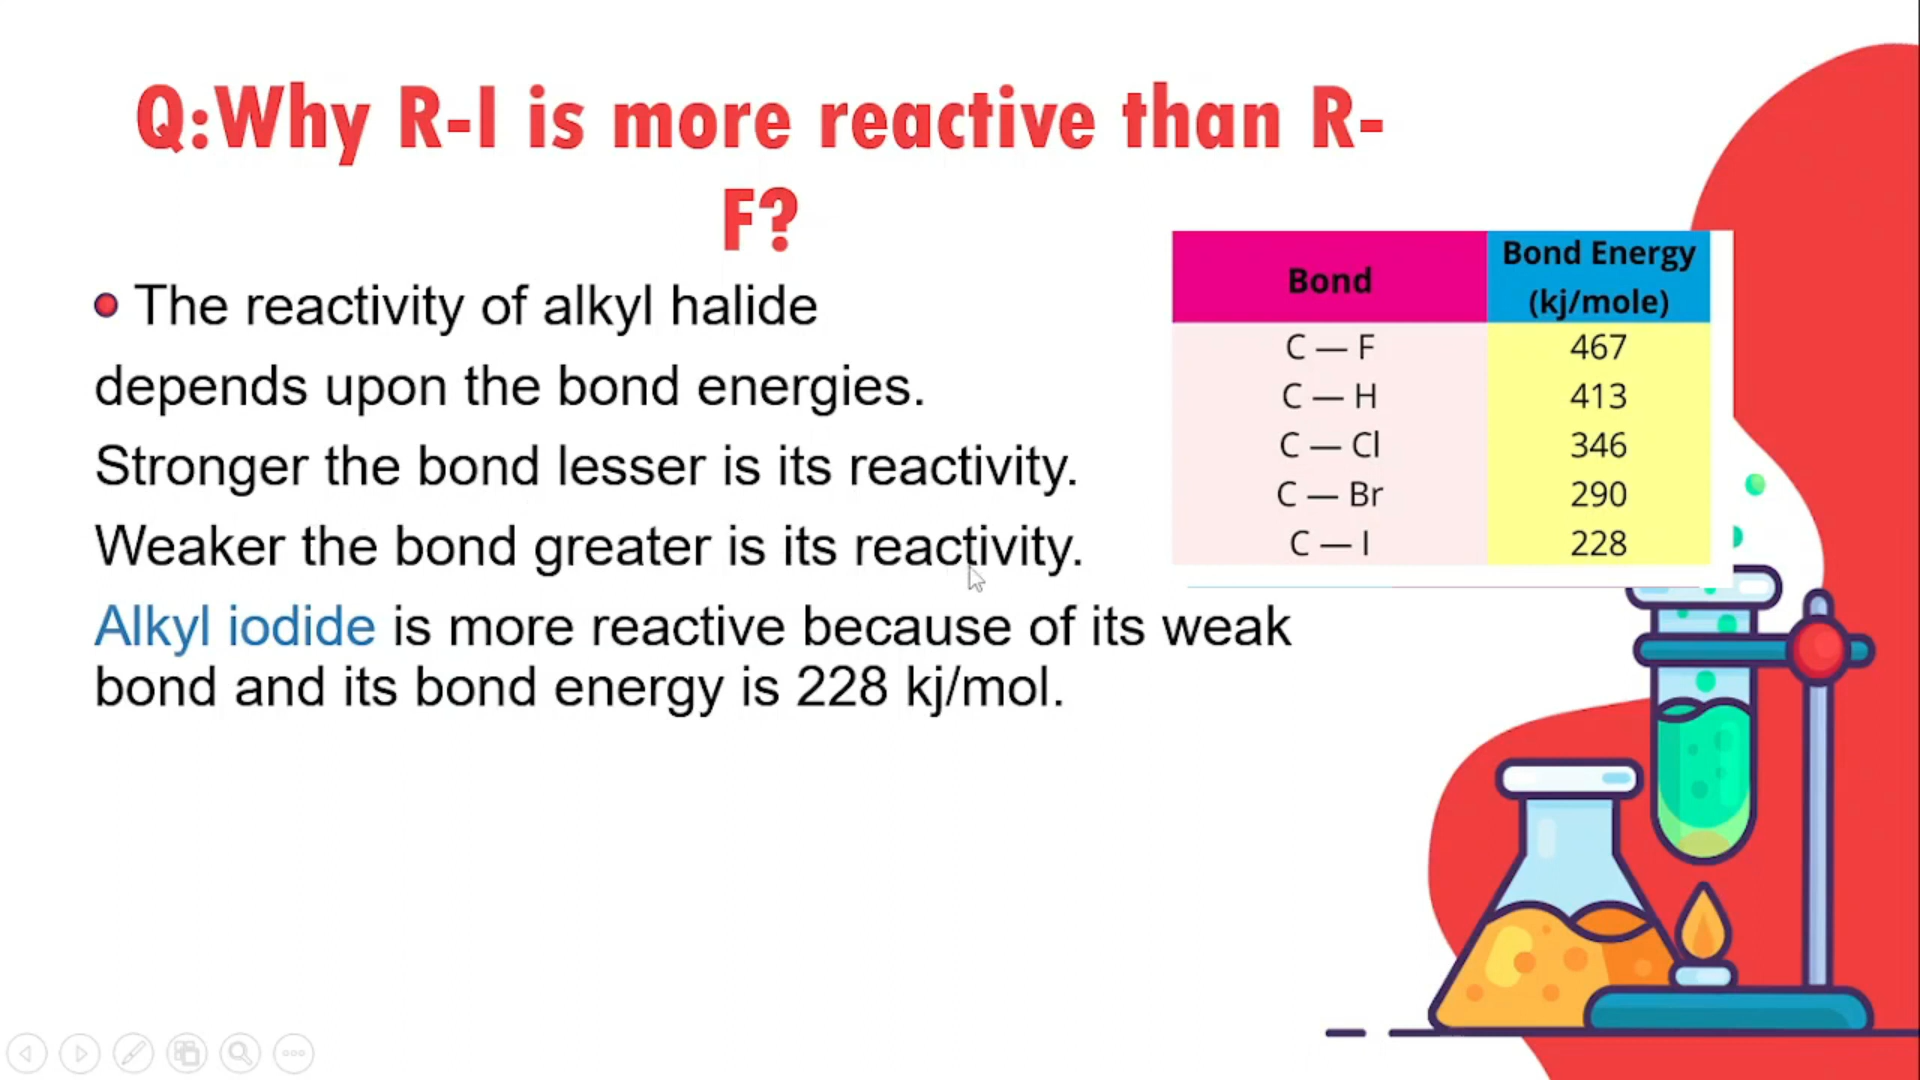 Q:Why R-I is more reactive than R-
F?
The reactivity of alkyl halide
depends upon the bond energies.
Stronger the bond lesser is its reactivity.
Weaker the bond greater is its reactivity.
Alkyl iodide is more reactive because of its weak
bond and its bond energy is 228 kj/mol.
Bond Bond Energy (kj/mole)
C — F 467
C — H 413
C — Cl 346
C — Br 290
C — I 228